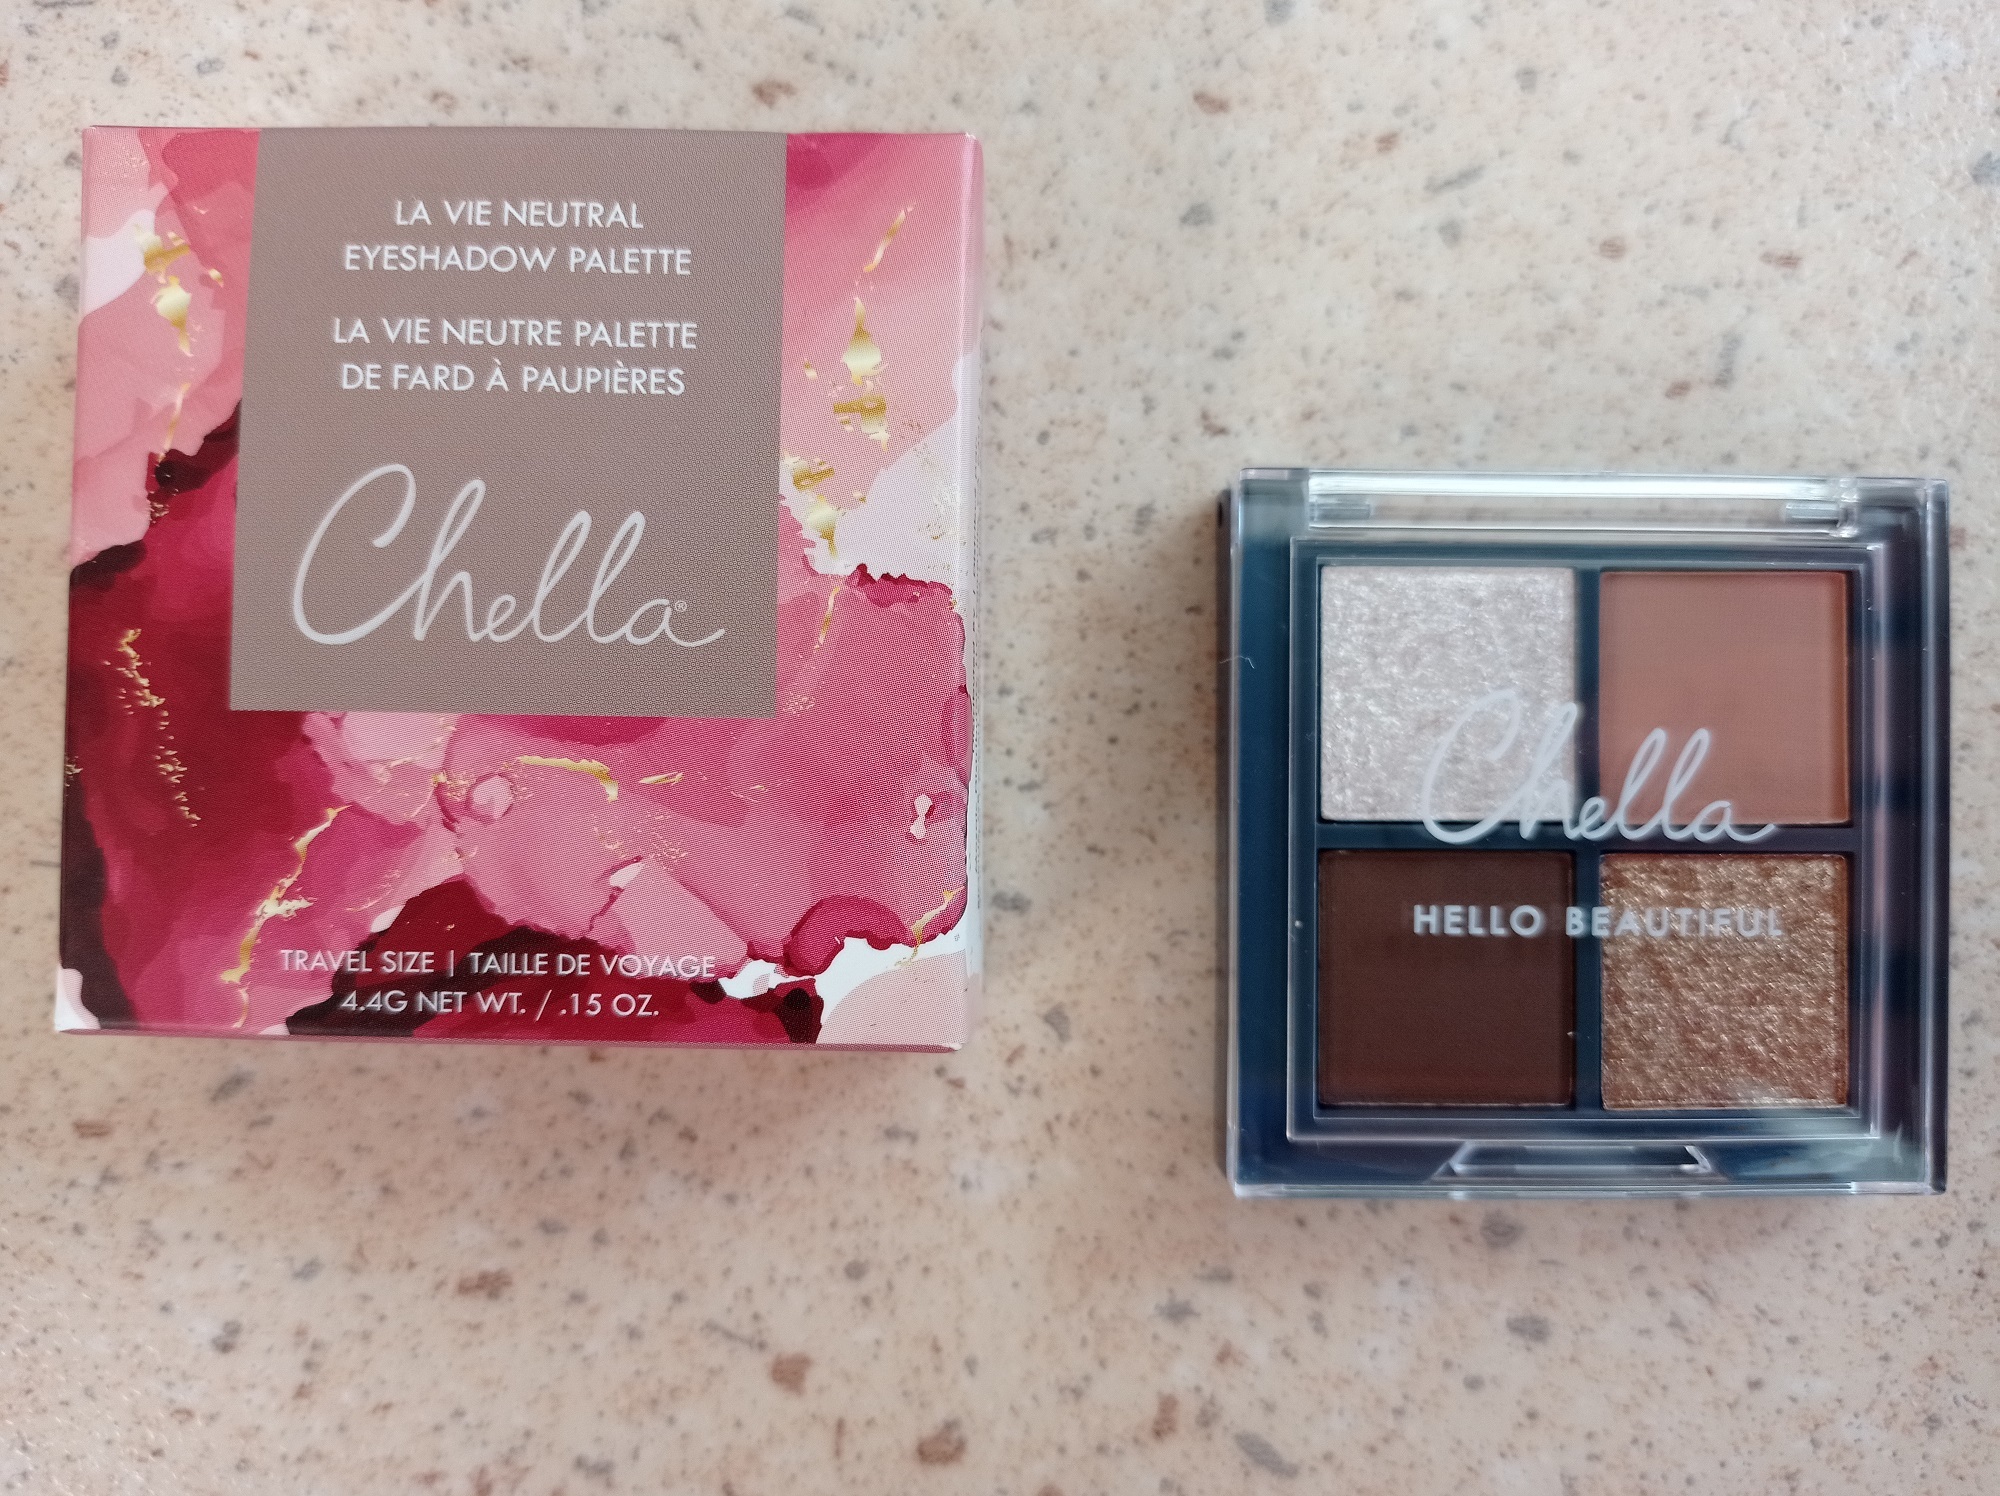 LA VIE NEUTRAL
EYESHADOW PALETTE
LA VIE NEUTRE PALETTE
DE FARD À PAUPIÈRES
Chella®
TRAVEL SIZE | TAILLE DE VOYAGE
4.4G NET WT. / .15 OZ.
Chella
HELLO BEAUTIFUL